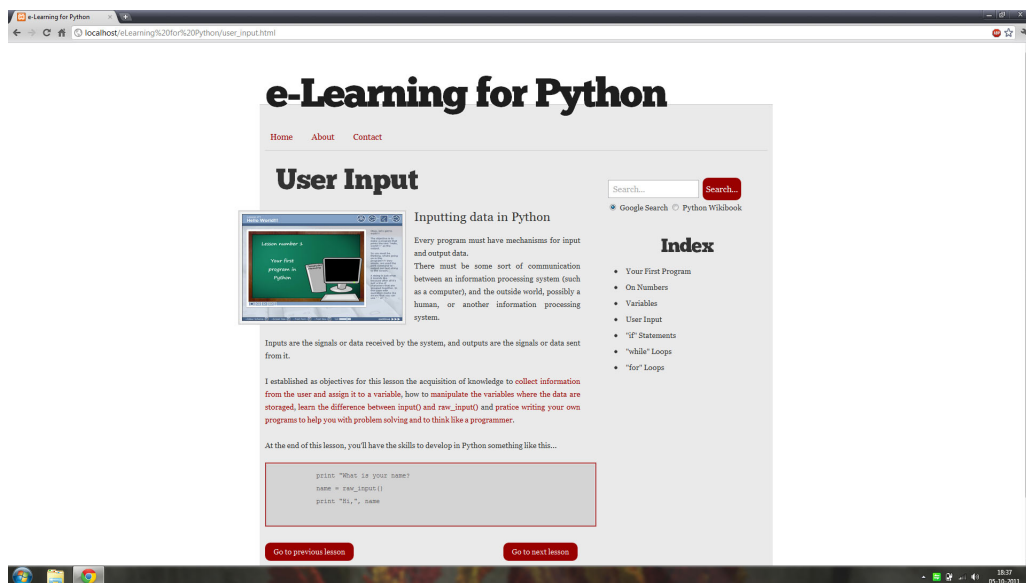 e-Learning for Python
localhost/eLearning%20for%20Python/user_input.html
e-Learning for Python
Home About Contact
User Input
Search... Search...
Google Search Python Wikibook
Hello World!!!
Lesson number 1
Your first
program in
Python
Inputting data in Python
Every program must have mechanisms for input
and output data.
There must be some sort of communication
between an information processing system (such
as a computer), and the outside world, possibly a
human, or another information processing
system.
Inputs are the signals or data received by the system, and outputs are the signals or data sent
from it.
I established as objectives for this lesson the acquisition of knowledge to collect information
from the user and assign it to a variable, how to manipulate the variables where the data are
storaged, learn the difference between input() and raw_input() and pratice writing your own
programs to help you with problem solving and to think like a programmer.
At the end of this lesson, you'll have the skills to develop in Python something like this...
print "What is your name?
name = raw_input()
print "Hi,", name
Go to previous lesson Go to next lesson
Index
Your First Program
On Numbers
Variables
User Input
"if" Statements
"while" Loops
"for" Loops
18:37